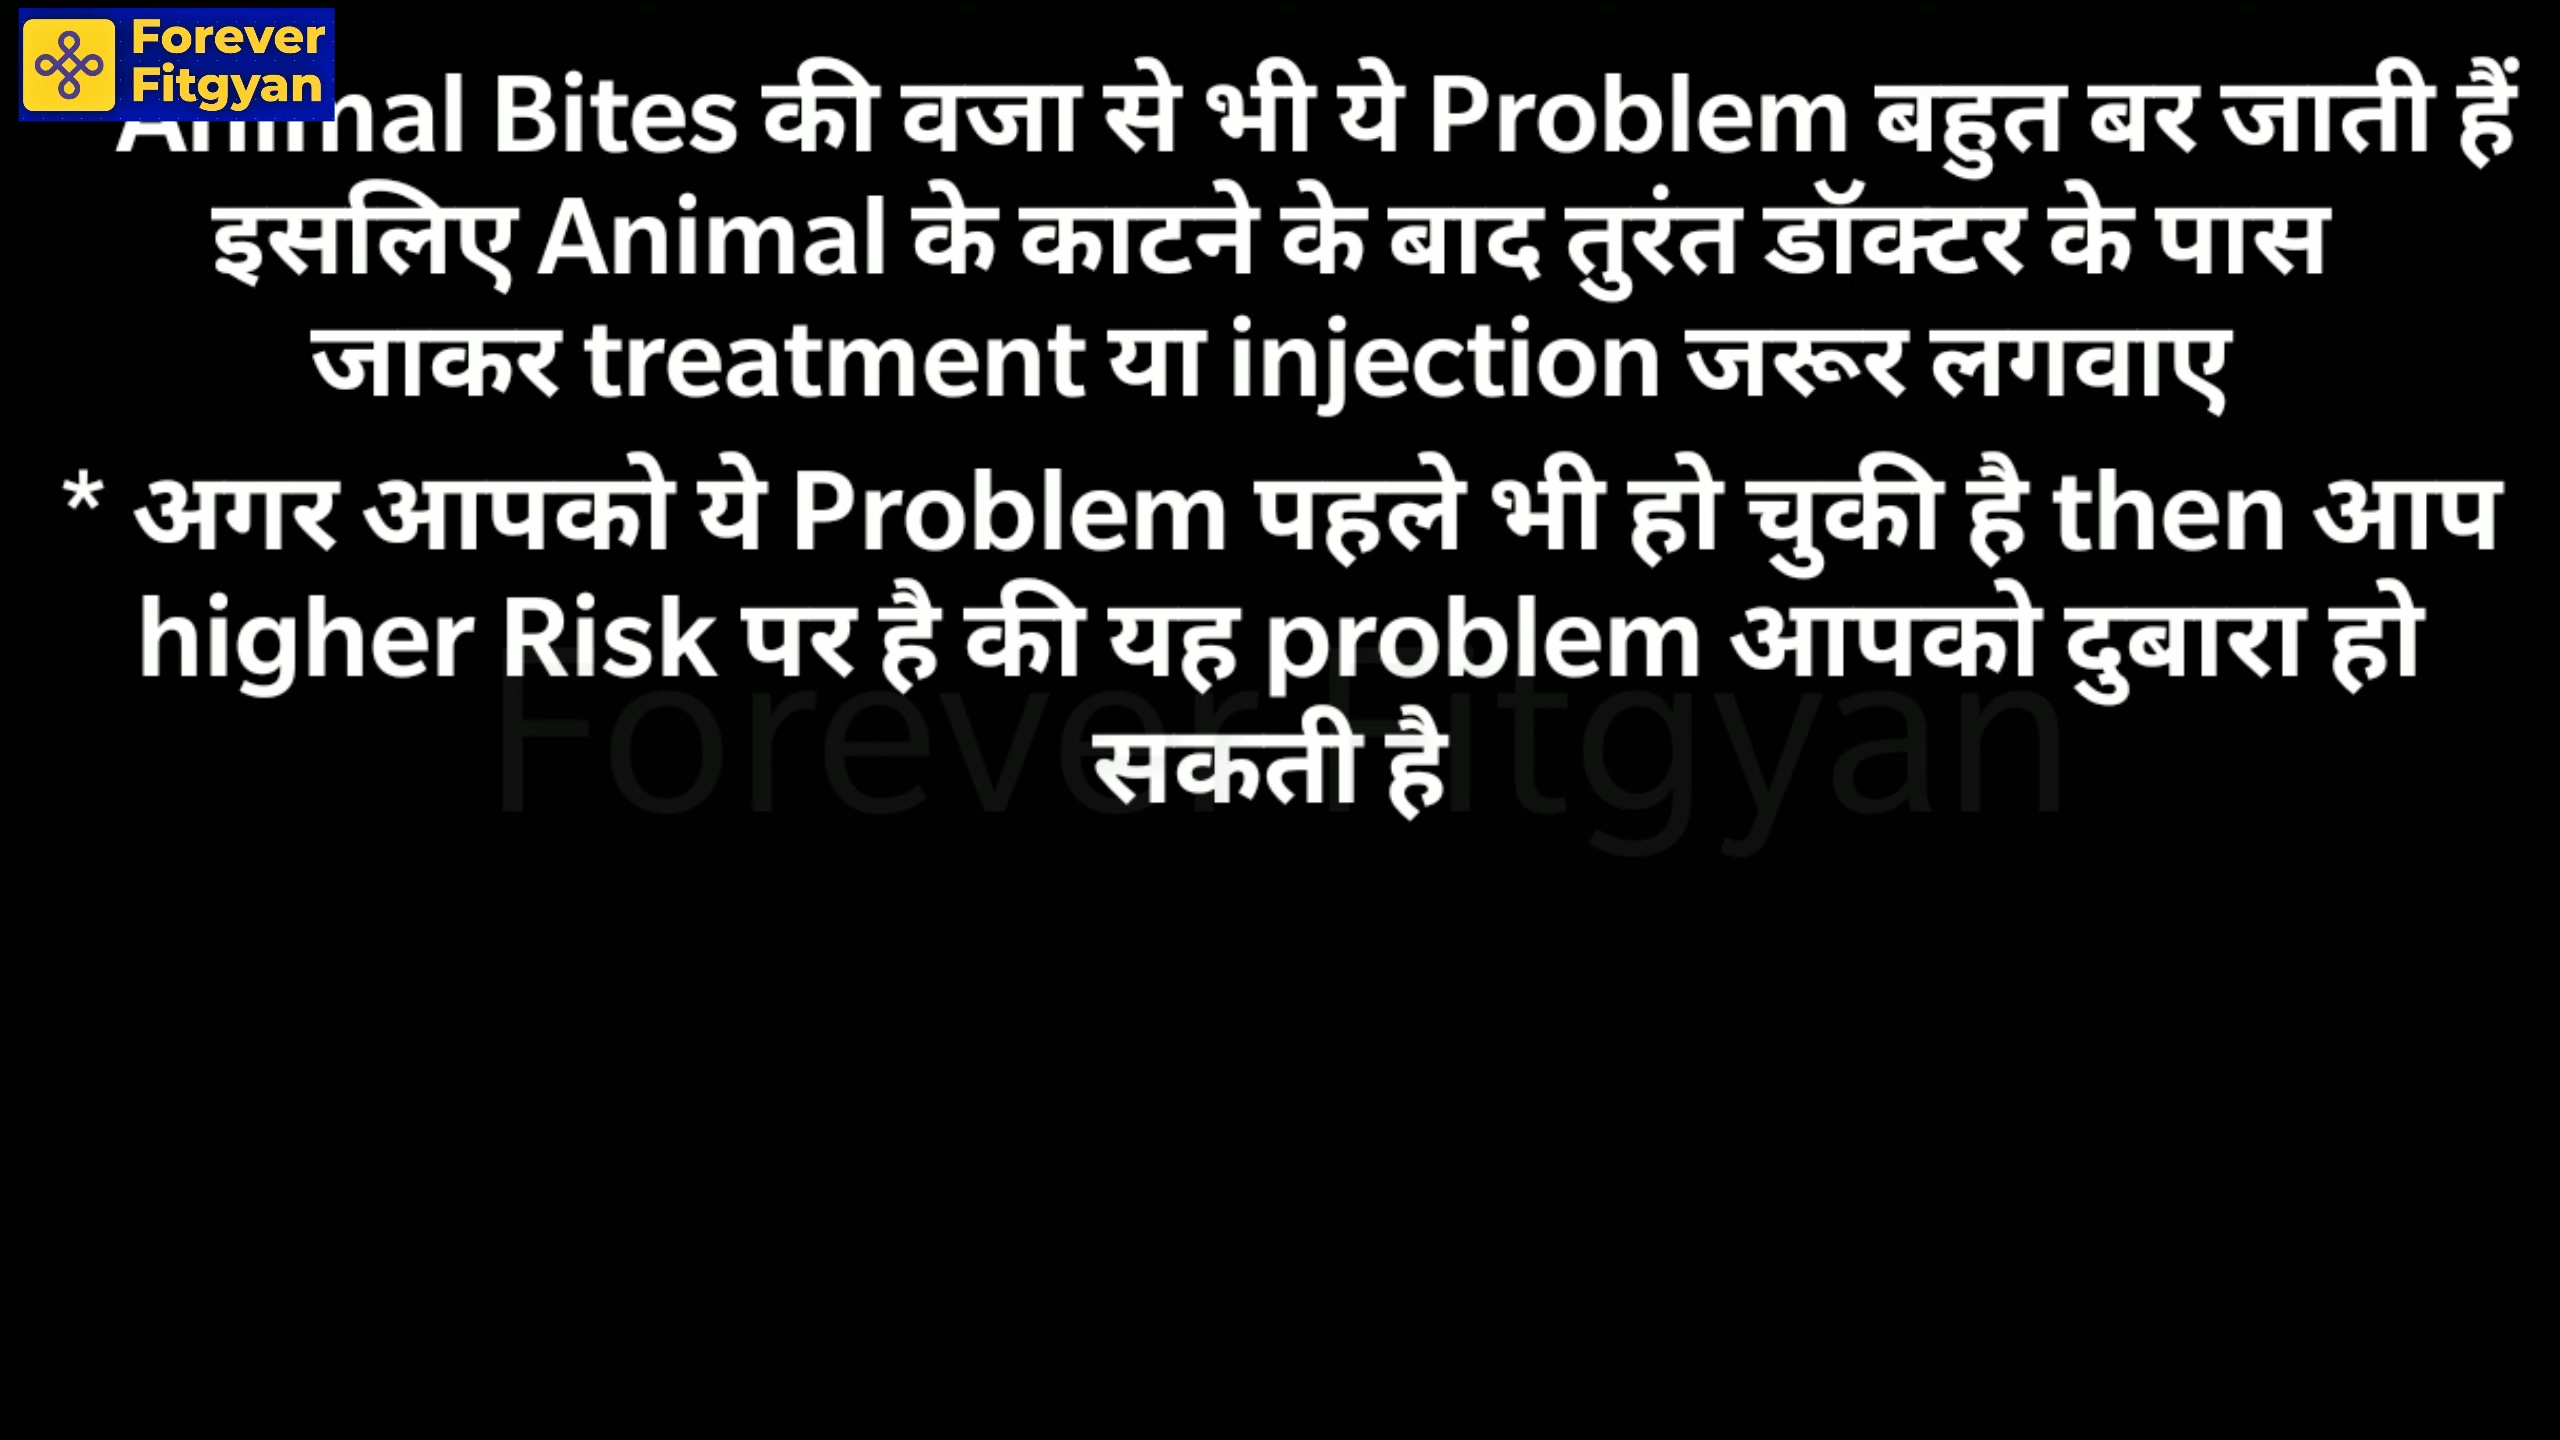 Forever
Fitgyan
Animal Bites की वजा से भी ये Problem बहुत बर जाती हैं
इसलिए Animal के काटने के बाद तुरंत डॉक्टर के पास
जाकर treatment या injection जरूर लगवाए
* अगर आपको ये Problem पहले भी हो चुकी है then आप
higher Risk पर है की यह problem आपको दुबारा हो
सकती है
Forever Fitgyan